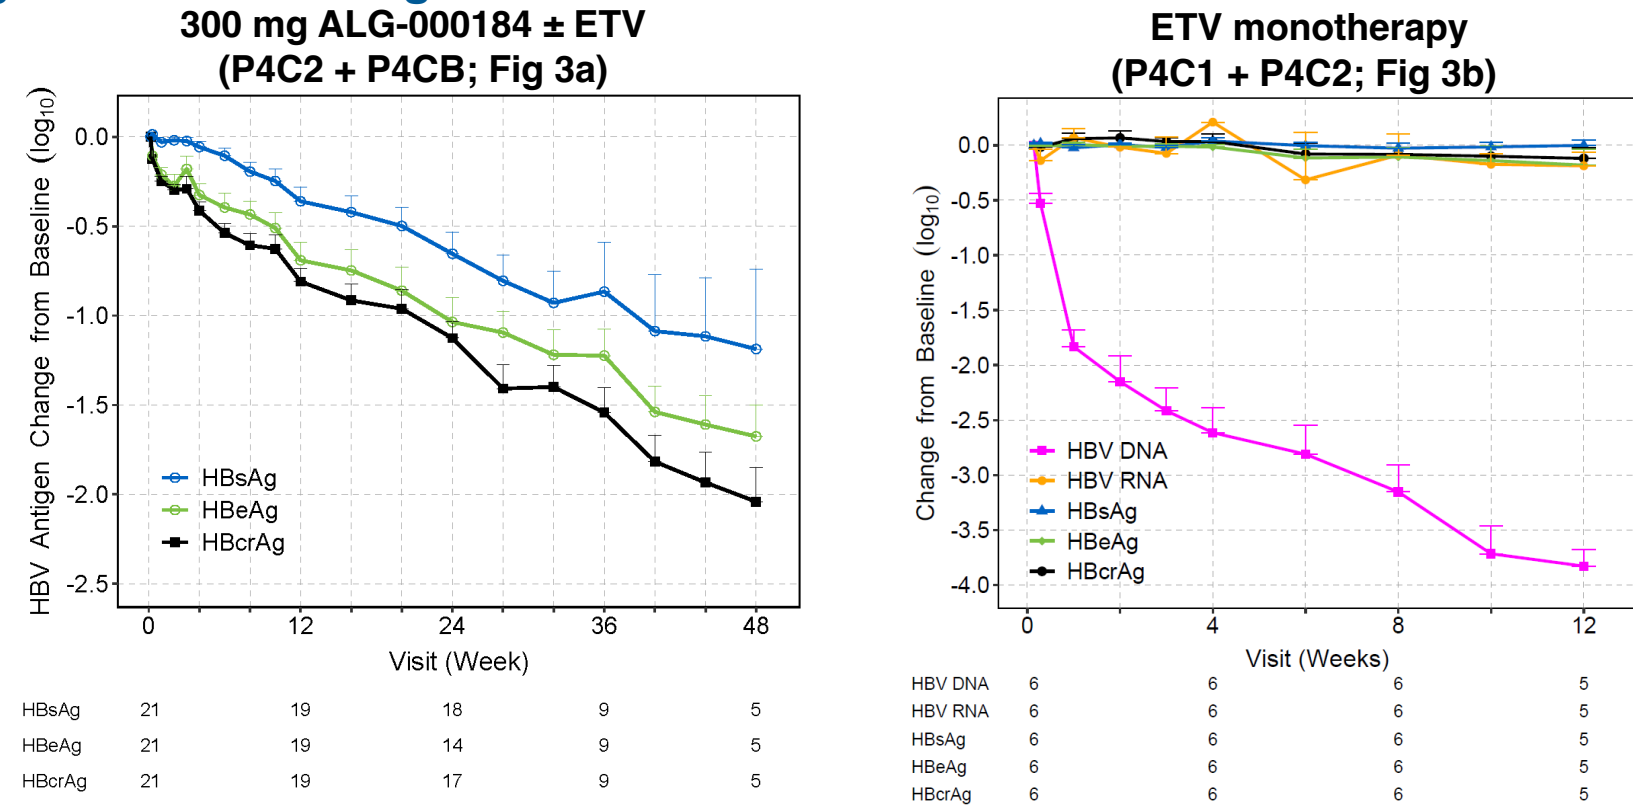 300 mg ALG-000184 ± ETV
(P4C2 + P4CB; Fig 3a)
HBV Antigen Change from Baseline (log10)
0.0
-0.5
-1.0
-1.5
-2.0
-2.5
HBsAg
HBeAg
HBcrAg
0 12 24 36 48
Visit (Week)
HBsAg 21 19 18 9 5
HBeAg 21 19 14 9 5
HBcrAg 21 19 17 9 5
ETV monotherapy
(P4C1 + P4C2; Fig 3b)
Change from Baseline (log10)
0.0
-0.5
-1.0
-1.5
-2.0
-2.5
-3.0
-3.5
-4.0
HBV DNA
HBV RNA
HBsAg
HBeAg
HBcrAg
0 4 8 12
Visit (Weeks)
HBV DNA 6 6 6 5
HBV RNA 6 6 6 5
HBsAg 6 6 6 5
HBeAg 6 6 6 5
HBcrAg 6 6 6 5